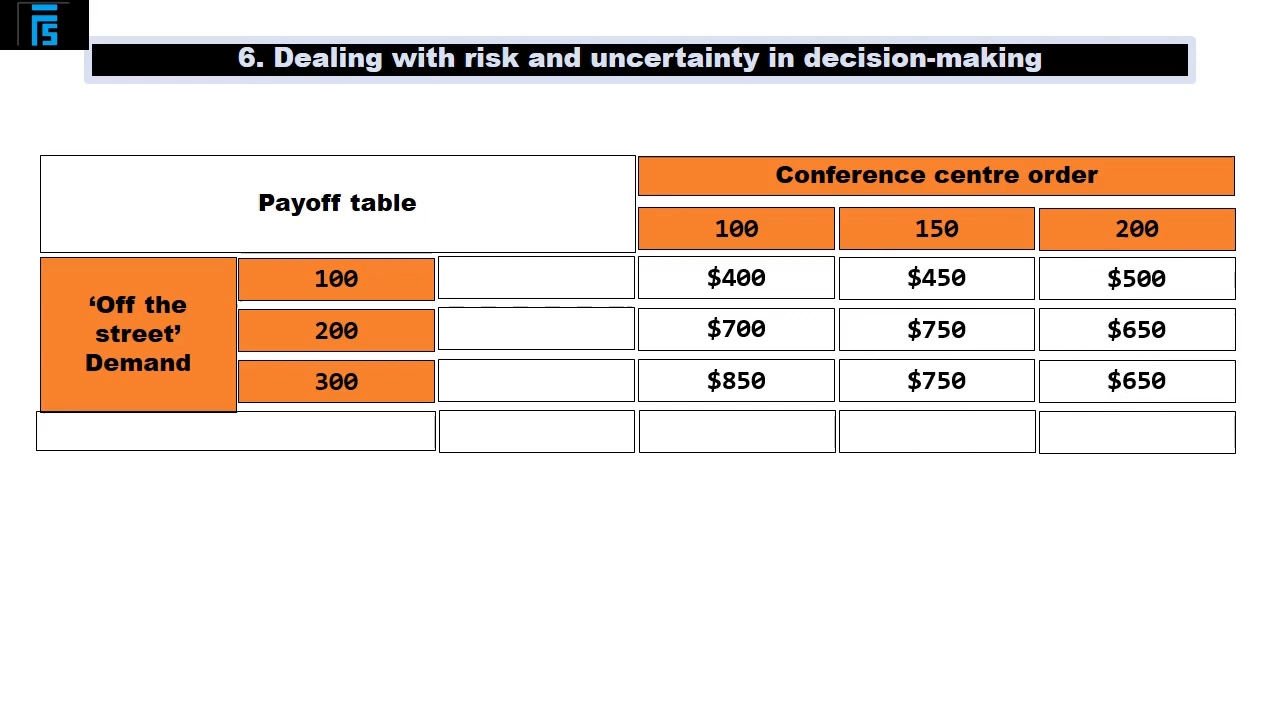 6. Dealing with risk and uncertainty in decision-making
Payoff table
Conference centre order
100 150 200
‘Off the
street’
Demand
100 $400 $450 $500
200 $700 $750 $650
300 $850 $750 $650